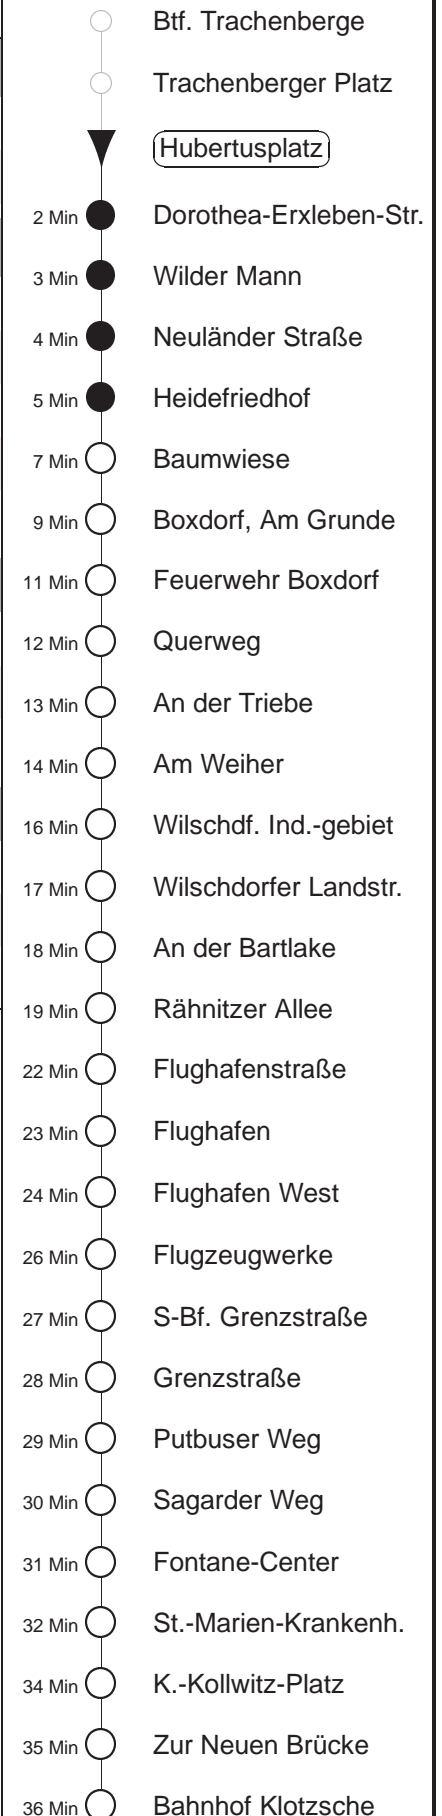 Btf. Trachenberge
Trachenberger Platz
Hubertusplatz
2 Min Dorothea-Erxleben-Str.
3 Min Wilder Mann
4 Min Neuländer Straße
5 Min Heidefriedhof
7 Min Baumwiese
9 Min Boxdorf, Am Grunde
11 Min Feuerwehr Boxdorf
12 Min Querweg
13 Min An der Triebe
14 Min Am Weiher
16 Min Wilschdf. Ind.-gebiet
17 Min Wilschdorfer Landstr.
18 Min An der Bartlake
19 Min Rähnitzer Allee
22 Min Flughafenstraße
23 Min Flughafen
24 Min Flughafen West
26 Min Flugzeugwerke
27 Min S-Bf. Grenzstraße
28 Min Grenzstraße
29 Min Putbuser Weg
30 Min Sagarder Weg
31 Min Fontane-Center
32 Min St.-Marien-Krankenh.
34 Min K.-Kollwitz-Platz
35 Min Zur Neuen Brücke
36 Min Bahnhof Klotzsche